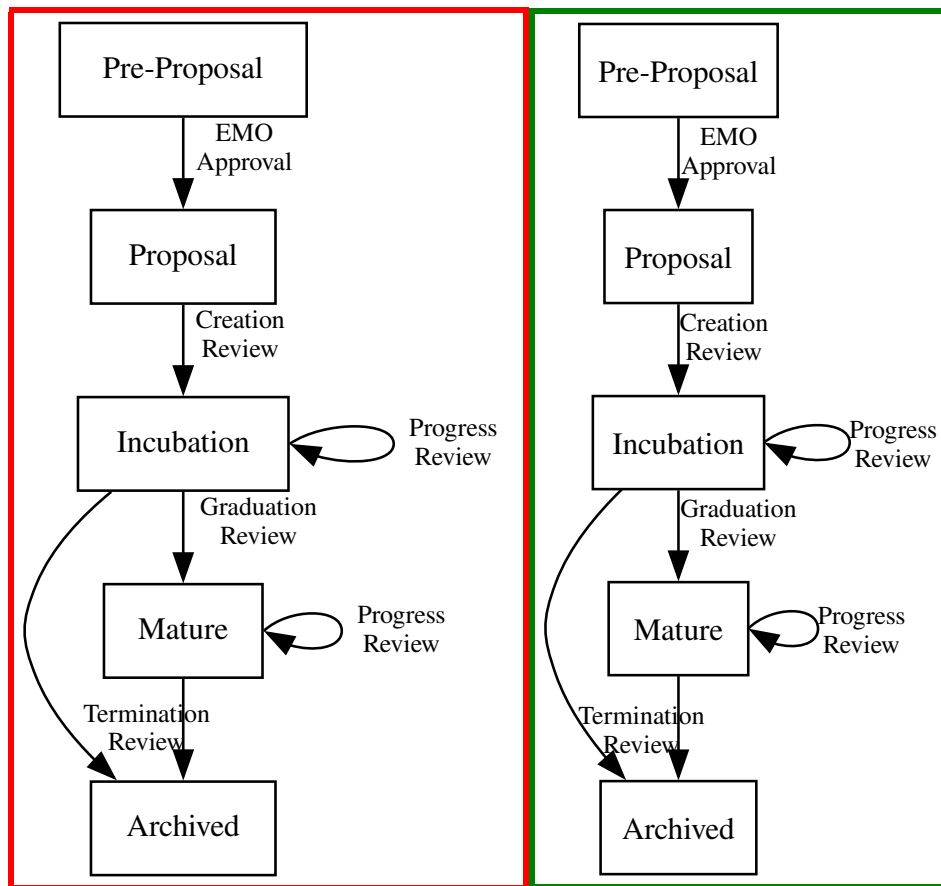 Pre-Proposal
EMO
Approval
Proposal
Creation
Review
Incubation
Progress
Review
Graduation
Review
Mature
Progress
Review
Termination
Review
Archived
Pre-Proposal
EMO
Approval
Proposal
Creation
Review
Incubation
Progress
Review
Graduation
Review
Mature
Progress
Review
Termination
Review
Archived